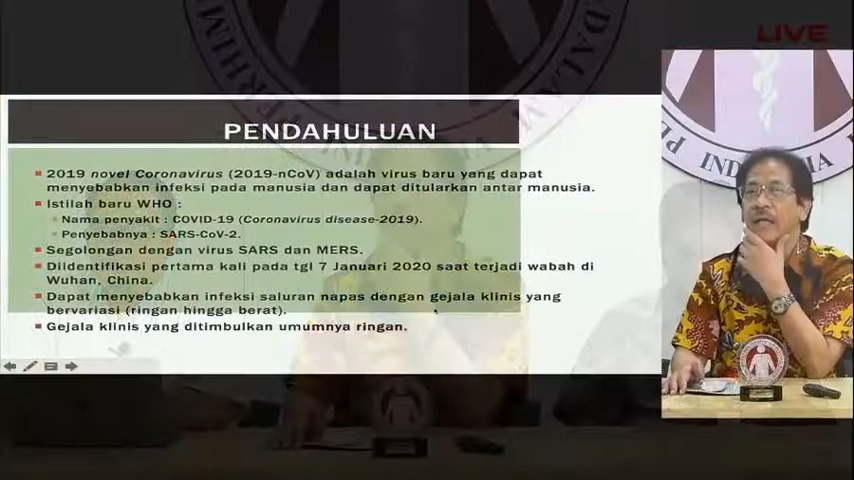 LIVE
PENDAHULUAN
2019 novel Coronavirus (2019-nCoV) adalah virus baru yang dapat
menyebabkan infeksi pada manusia dan dapat ditularkan antar manusia.
Istilah baru WHO :
Nama penyakit : COVID-19 (Coronavirus disease-2019).
Penyebabnya : SARS-CoV-2.
Segolongan dengan virus SARS dan MERS.
Diidentifikasi pertama kali pada tgl 7 Januari 2020 saat terjadi wabah di
Wuhan, China.
Dapat menyebabkan infeksi saluran napas dengan gejala klinis yang
bervariasi (ringan hingga berat).
Gejala klinis yang ditimbulkan umumnya ringan.